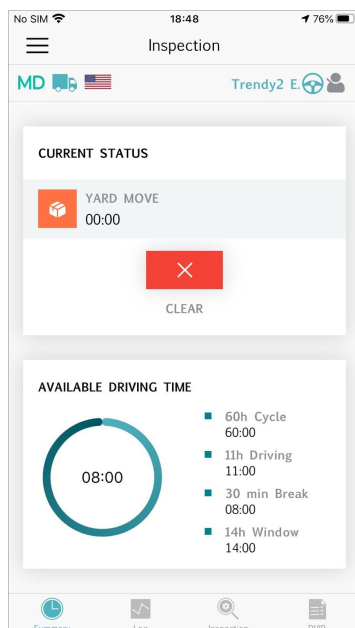 No SIM 18:48 76%
Inspection
MD Trendy2 E.
CURRENT STATUS
YARD MOVE
00:00
CLEAR
AVAILABLE DRIVING TIME
08:00
60h Cycle
60:00
11h Driving
11:00
30 min Break
08:00
14h Window
14:00
Summary Log Inspection DVIR